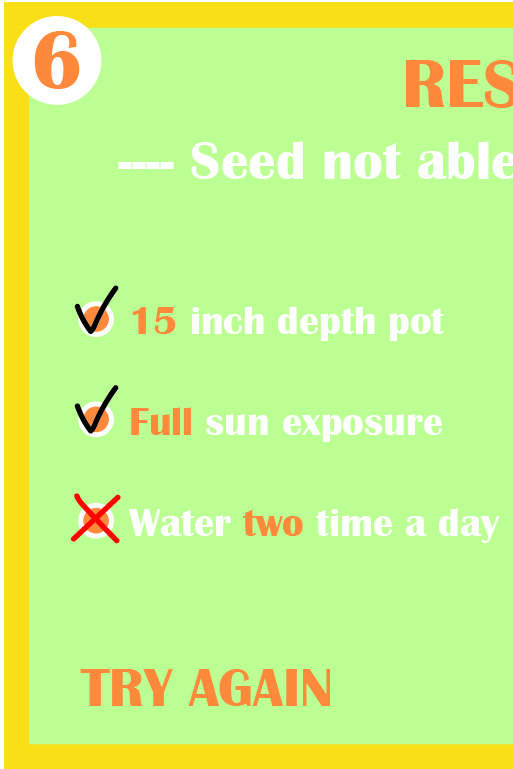 6
RES
---- Seed not able
15 inch depth pot
Full sun exposure
Water two time a day
TRY AGAIN